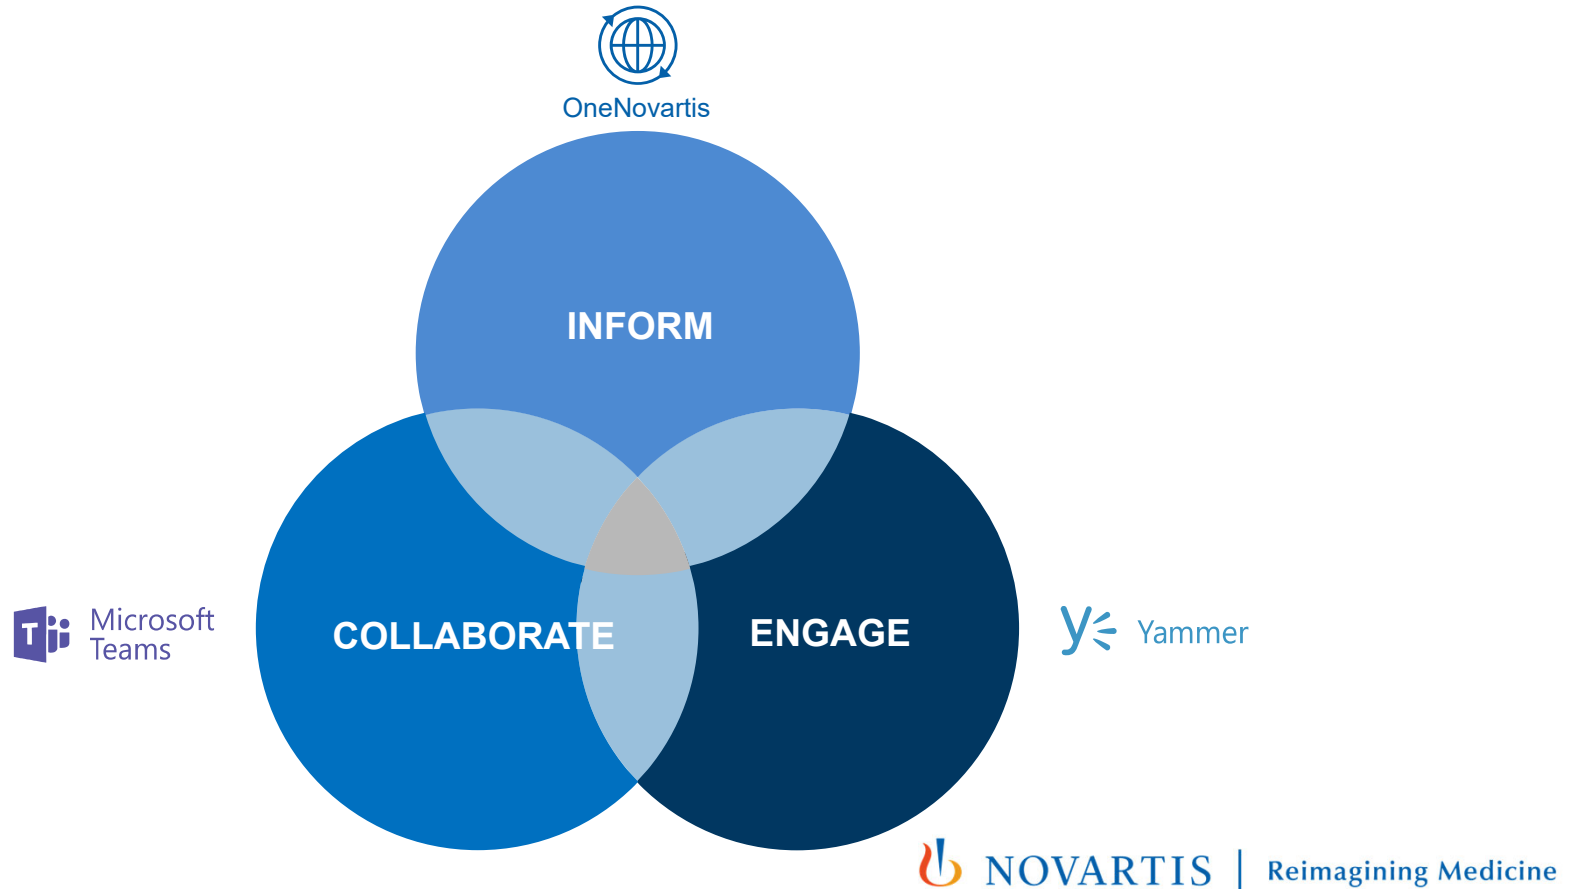 OneNovartis
INFORM
COLLABORATE
ENGAGE
T
Microsoft
Teams
y
Yammer
NOVARTIS | Reimagining Medicine